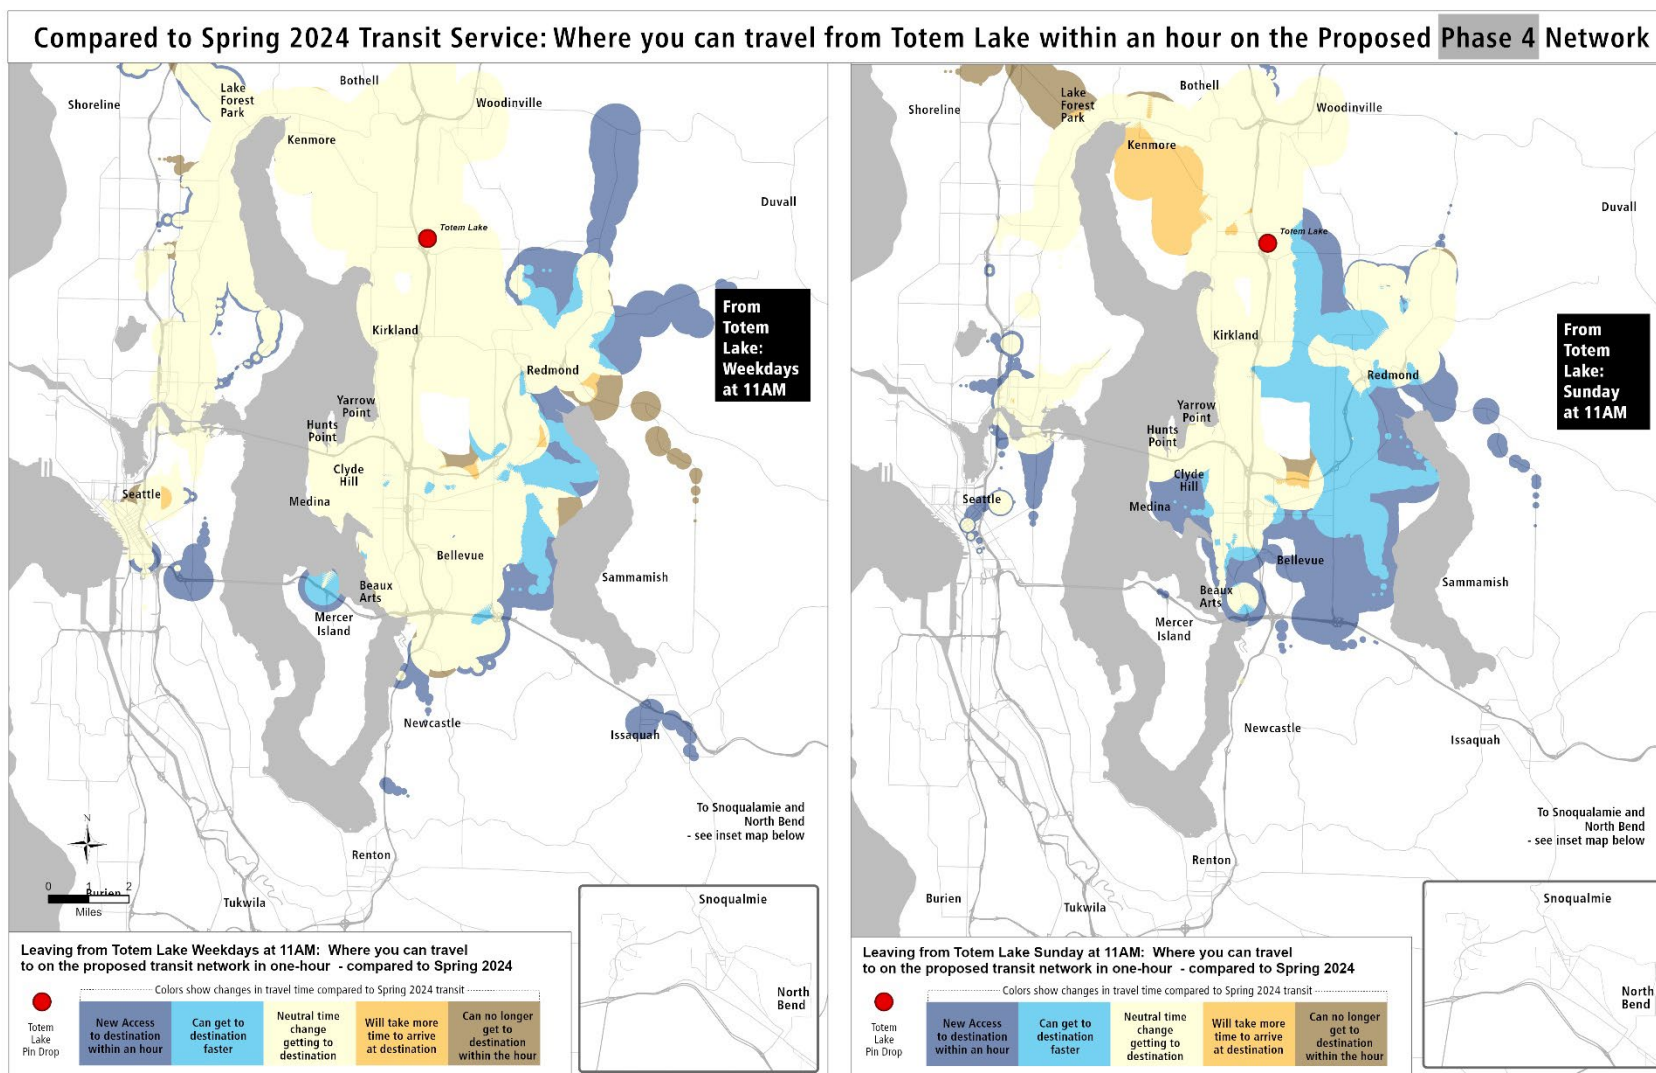 Compared to Spring 2024 Transit Service: Where you can travel from Totem Lake within an hour on the Proposed Phase 4 Network
Shoreline
Lake
Forest
Park
Bothell
Woodinville
Kenmore
Duvall
Totem Lake
From
Totem
Lake:
Weekdays
at 11AM
Kirkland
Redmond
Yarrow
Point
Hunts
Point
Clyde
Hill
Medina
Seattle
Bellevue
Beaux
Arts
Sammamish
Mercer
Island
Newcastle
Issaquah
To Snoqualamie and
North Bend
- see inset map below
N
Renton
0 1 2
Miles
Burien
Tukwila
Snoqualmie
North
Bend
Leaving from Totem Lake Weekdays at 11AM: Where you can travel
to on the proposed transit network in one-hour - compared to Spring 2024
Colors show changes in travel time compared to Spring 2024 transit
Totem
Lake
Pin Drop
New Access
to destination
within an hour
Can get to
destination
faster
Neutral time
change
getting to
destination
Will take more
time to arrive
at destination
Can no longer
get to
destination
within the hour
Shoreline
Lake
Forest
Park
Bothell
Woodinville
Kenmore
Duvall
Totem Lake
From
Totem
Lake:
Sunday
at 11AM
Kirkland
Redmond
Yarrow
Point
Hunts
Point
Clyde
Hill
Medina
Seattle
Bellevue
Beaux
Arts
Sammamish
Mercer
Island
Newcastle
Issaquah
To Snoqualamie and
North Bend
- see inset map below
Renton
Burien
Tukwila
Snoqualmie
North
Bend
Leaving from Totem Lake Sunday at 11AM: Where you can travel
to on the proposed transit network in one-hour - compared to Spring 2024
Colors show changes in travel time compared to Spring 2024 transit
Totem
Lake
Pin Drop
New Access
to destination
within an hour
Can get to
destination
faster
Neutral time
change
getting to
destination
Will take more
time to arrive
at destination
Can no longer
get to
destination
within the hour